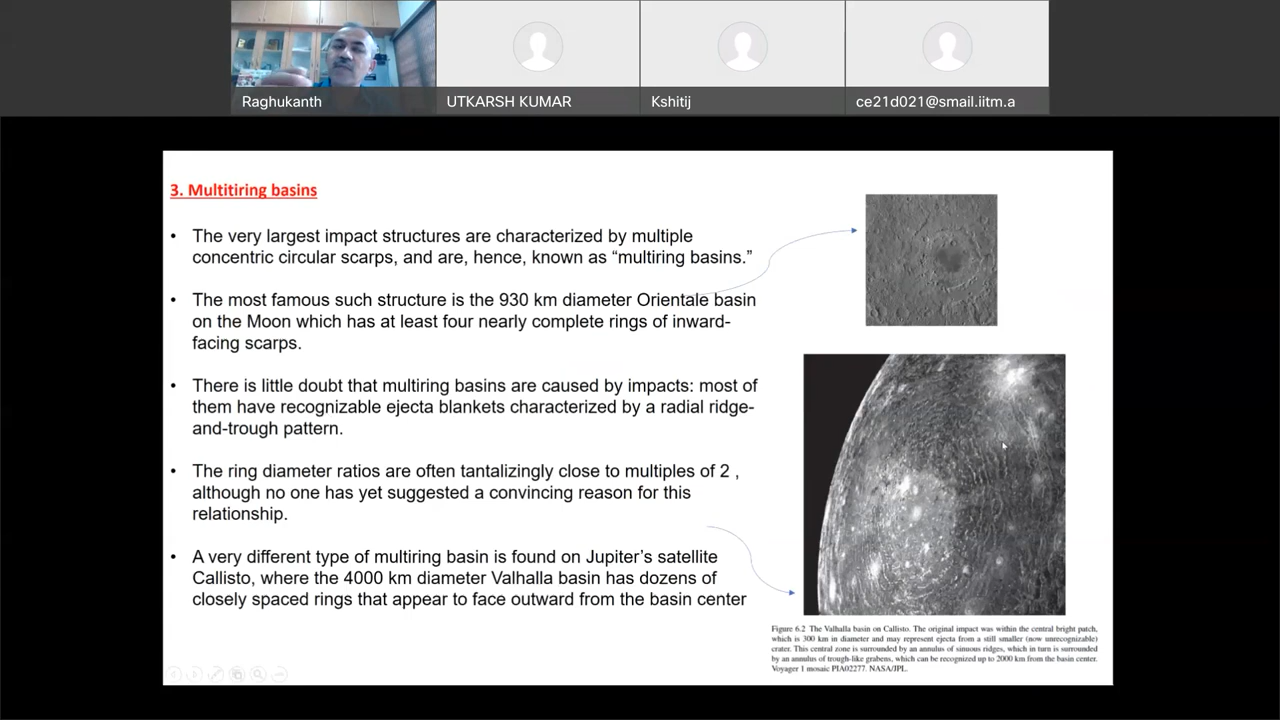 Raghukanth
UTKARSH KUMAR
Kshitij
ce21d021@smail.iitm.a
3. Multitiring basins
• The very largest impact structures are characterized by multiple
concentric circular scarps, and are, hence, known as “multiring basins.”
• The most famous such structure is the 930 km diameter Orientale basin
on the Moon which has at least four nearly complete rings of inward-
facing scarps.
• There is little doubt that multiring basins are caused by impacts: most of
them have recognizable ejecta blankets characterized by a radial ridge-
and-trough pattern.
• The ring diameter ratios are often tantalizingly close to multiples of 2 ,
although no one has yet suggested a convincing reason for this
relationship.
• A very different type of multiring basin is found on Jupiter’s satellite
Callisto, where the 4000 km diameter Valhalla basin has dozens of
closely spaced rings that appear to face outward from the basin center
Figure 6.2 The Valhalla basin on Callisto. The original impact was within the central bright patch,
which is 300 km in diameter and may represent ejecta from a still smaller (now unrecognizable)
crater. This central zone is surrounded by an annulus of sinuous ridges, which in turn is surrounded
by an annulus of trough-like grabens, which can be recognized up to 2000 km from the basin center.
Voyager 1 mosaic PIA02277. NASA/JPL.